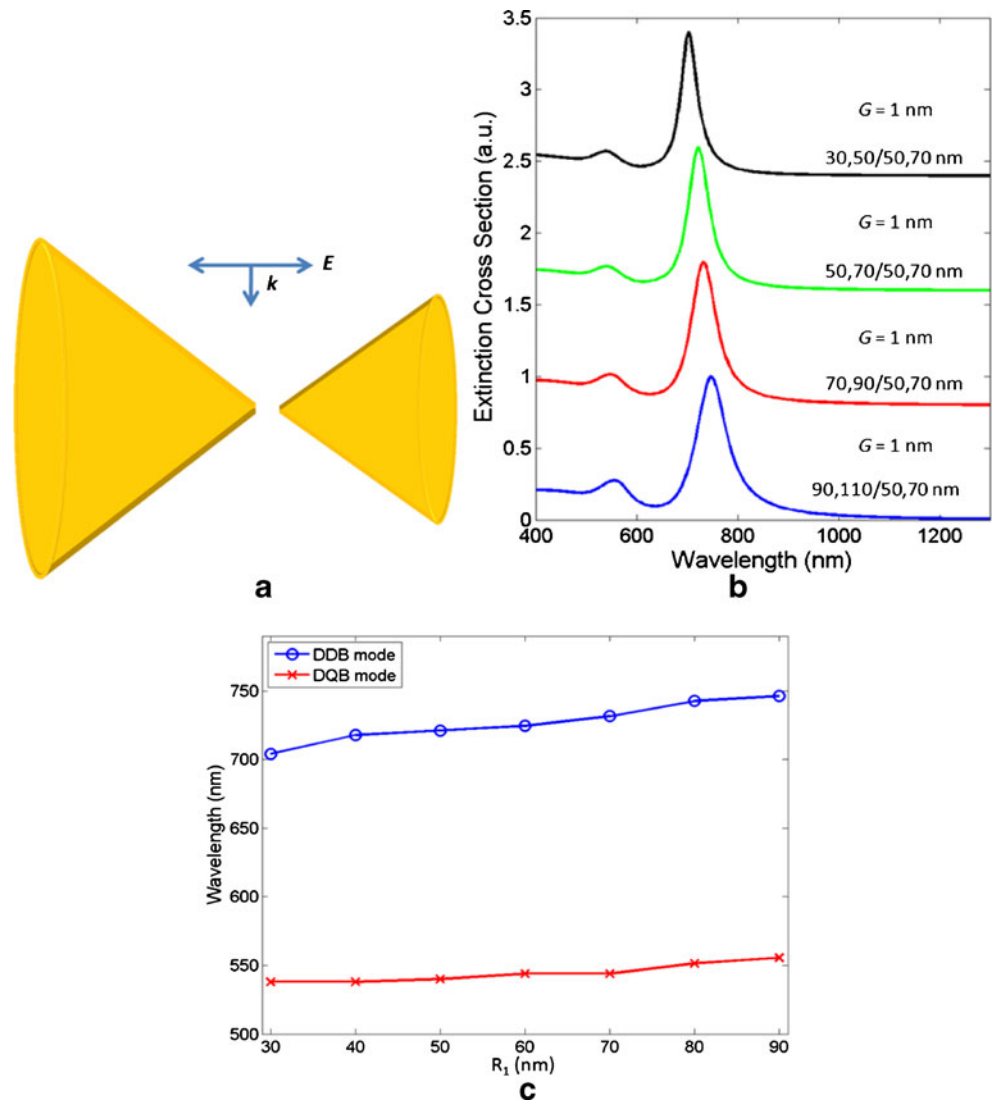 E
k
a
3.5
3
2.5
2
1.5
1
0.5
0
Extinction Cross Section (a.u.)
G = 1 nm
30,50/50,70 nm
G = 1 nm
50,70/50,70 nm
G = 1 nm
70,90/50,70 nm
G = 1 nm
90,110/50,70 nm
400 600 800 1000 1200
Wavelength (nm)
b
DDB mode
DQB mode
750
700
650
600
550
500
Wavelength (nm)
30 40 50 60 70 80 90
R1 (nm)
c